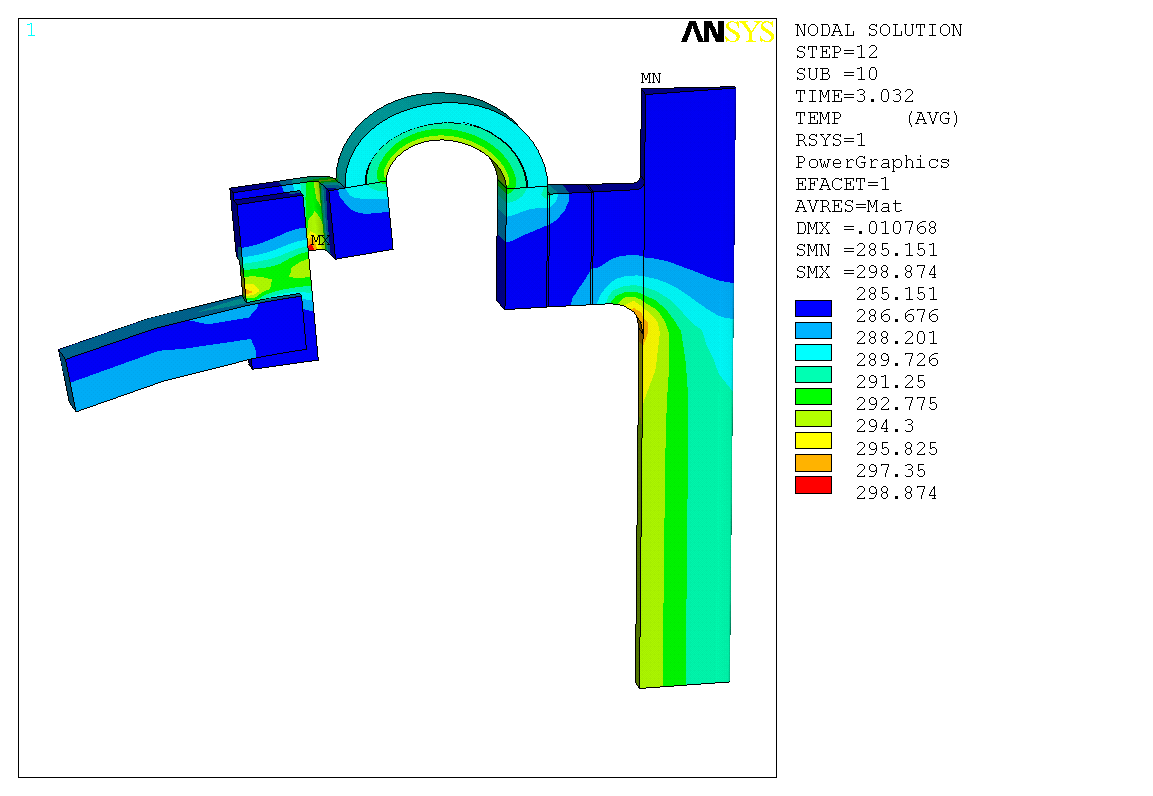 1
ANSYS
MN
MX
NODAL SOLUTION
STEP=12
SUB =10
TIME=3.032
TEMP (AVG)
RSYS=1
PowerGraphics
EFACET=1
AVRES=Mat
DMX =.010768
SMN =285.151
SMX =298.874
285.151
286.676
288.201
289.726
291.25
292.775
294.3
295.825
297.35
298.874